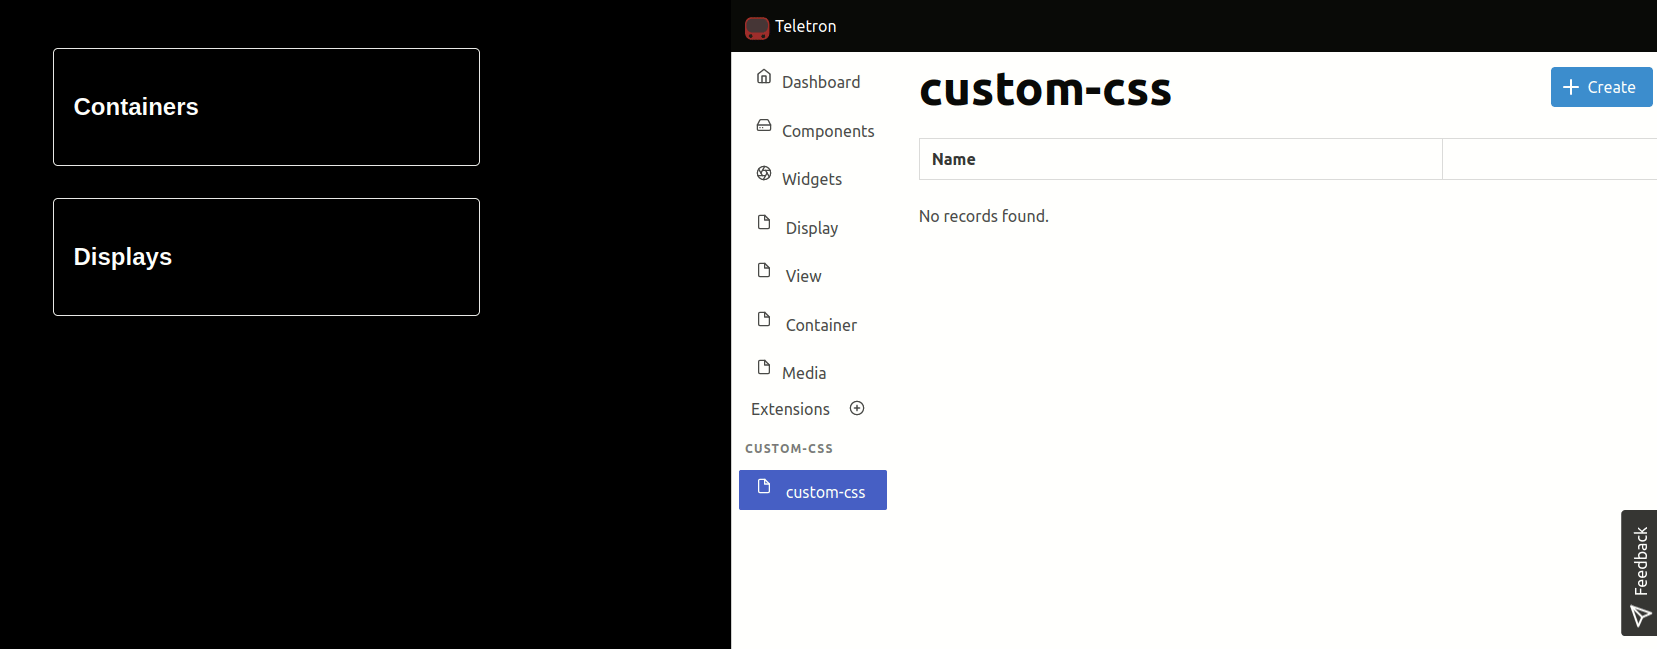 Containers
Displays
Teletron
Dashboard
Components
Widgets
Display
View
Container
Media
Extensions
CUSTOM-CSS
custom-css
custom-css
Create
Name
No records found.
Feedback